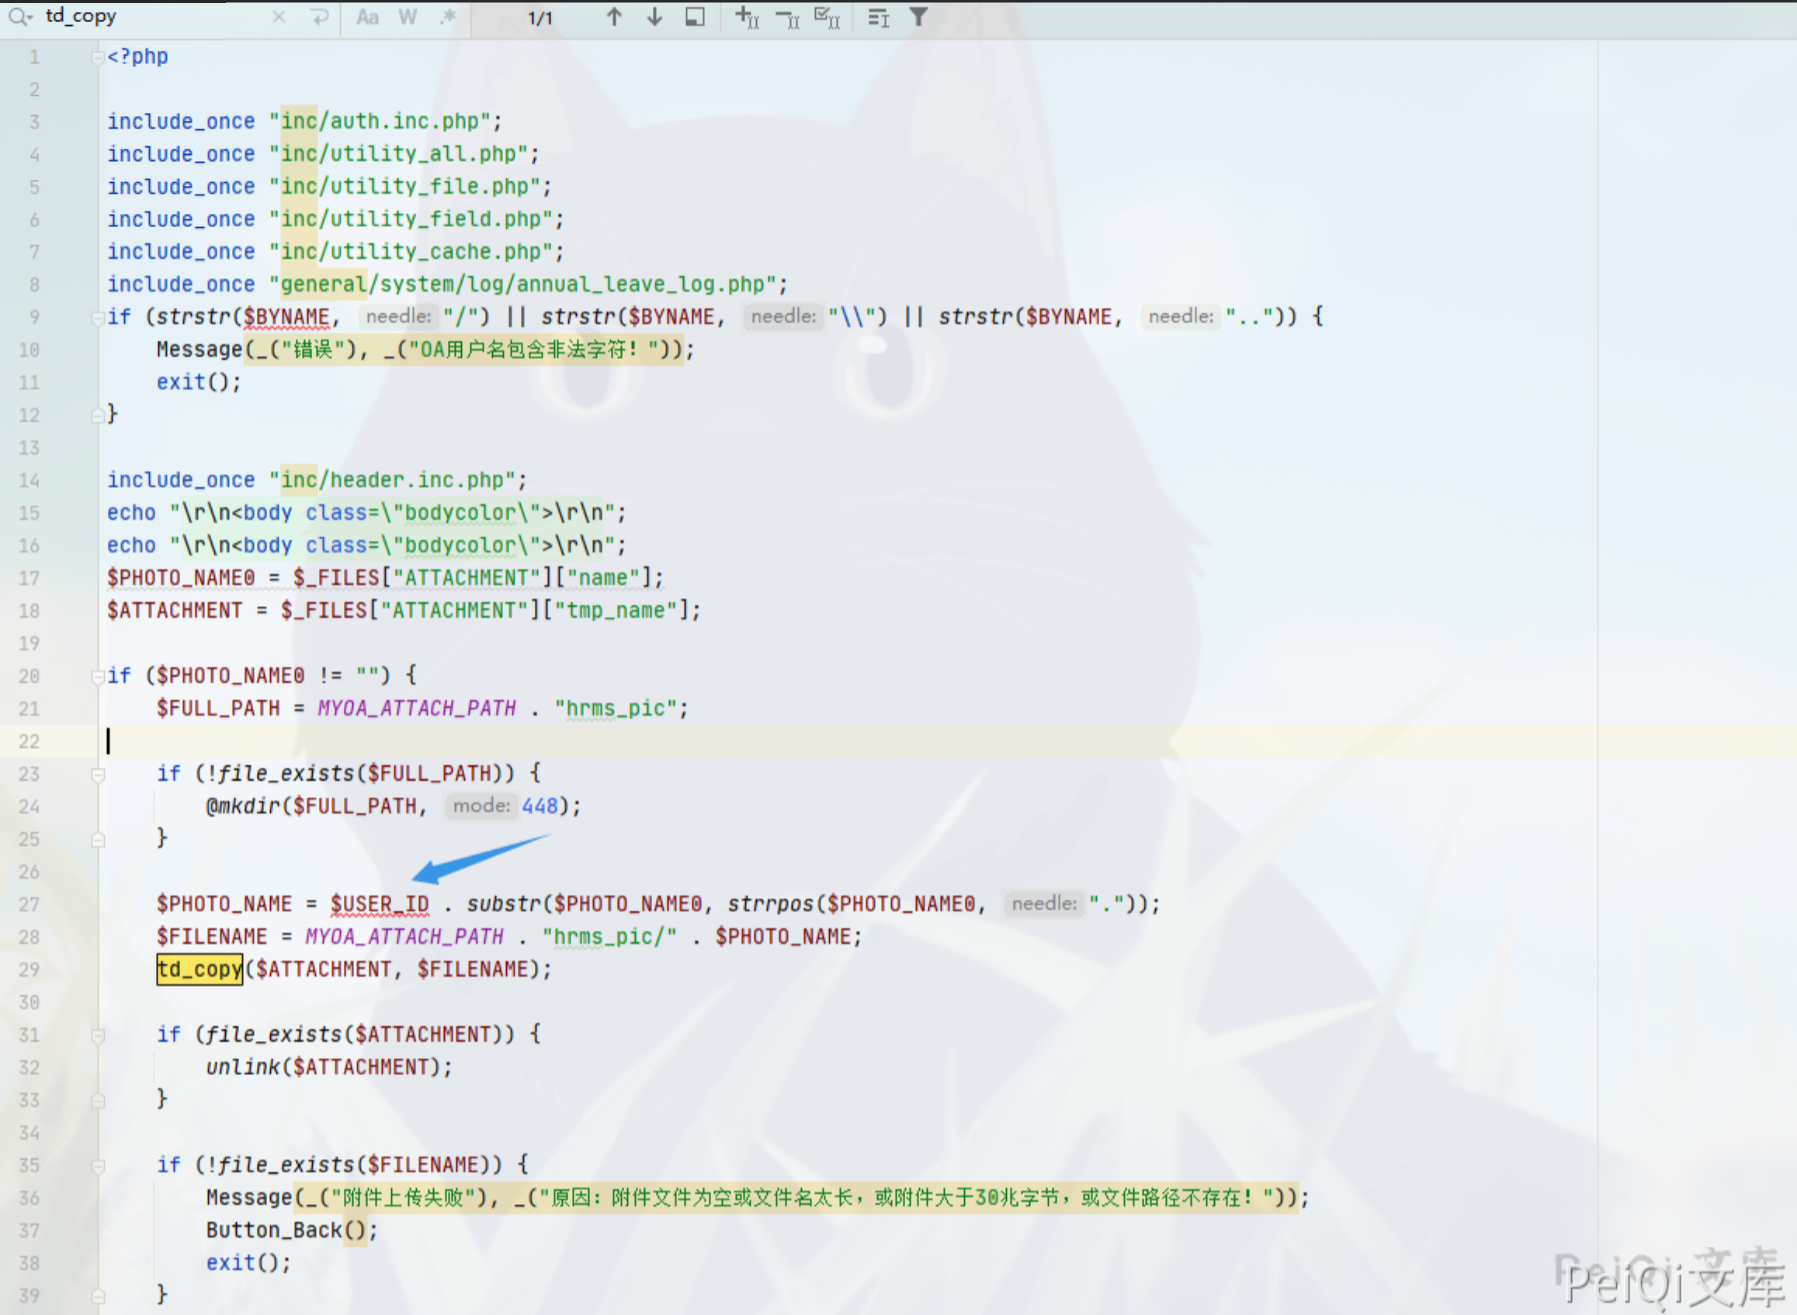 td_copy Aa W .* 1/1
1 <?php
2
3 include_once "inc/auth.inc.php";
4 include_once "inc/utility_all.php";
5 include_once "inc/utility_file.php";
6 include_once "inc/utility_field.php";
7 include_once "inc/utility_cache.php";
8 include_once "general/system/log/annual_leave_log.php";
9 if (strstr($BYNAME, needle: "/") || strstr($BYNAME, needle: "\\") || strstr($BYNAME, needle: "..")) {
10 Message(_("错误"), _("OA用户名包含非法字符！"));
11 exit();
12 }
13
14 include_once "inc/header.inc.php";
15 echo "\r\n<body class=\"bodycolor\">\r\n";
16 echo "\r\n<body class=\"bodycolor\">\r\n";
17 $PHOTO_NAME0 = $_FILES["ATTACHMENT"]["name"];
18 $ATTACHMENT = $_FILES["ATTACHMENT"]["tmp_name"];
19
20 if ($PHOTO_NAME0 != "") {
21 $FULL_PATH = MYOA_ATTACH_PATH . "hrms_pic";
22
23 if (!file_exists($FULL_PATH)) {
24 @mkdir($FULL_PATH, mode: 448);
25 }
26
27 $PHOTO_NAME = $USER_ID . substr($PHOTO_NAME0, strrpos($PHOTO_NAME0, needle: "."));
28 $FILENAME = MYOA_ATTACH_PATH . "hrms_pic/" . $PHOTO_NAME;
29 td_copy($ATTACHMENT, $FILENAME);
30
31 if (file_exists($ATTACHMENT)) {
32 unlink($ATTACHMENT);
33 }
34
35 if (!file_exists($FILENAME)) {
36 Message(_("附件上传失败"), _("原因：附件文件为空或文件名太长，或附件大于30兆字节，或文件路径不存在！"));
37 Button_Back();
38 exit();
39 }
PeiQi文库
PeiQi文库